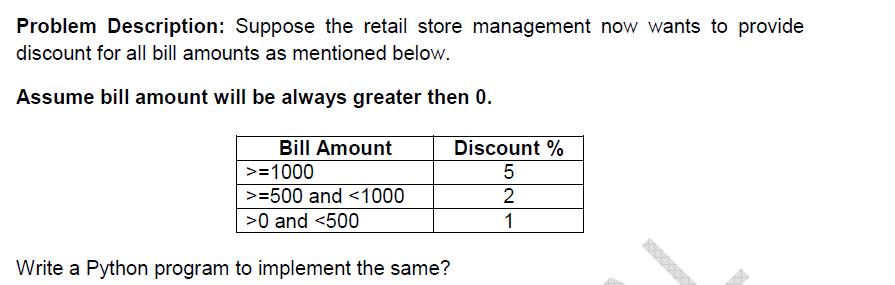 Problem Description: Suppose the retail store management now wants to provide
discount for all bill amounts as mentioned below.
Assume bill amount will be always greater then 0.
Bill Amount Discount %
>=1000 5
>=500 and <1000 2
>0 and <500 1
Write a Python program to implement the same?